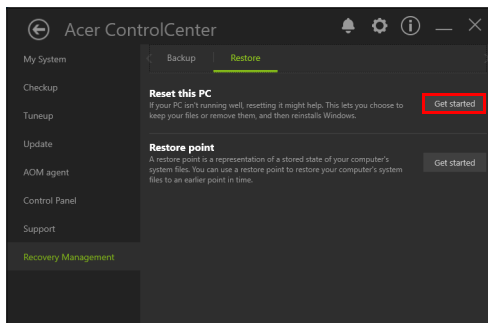 Acer ControlCenter
My System
Checkup
Tuneup
Update
AOM agent
Control Panel
Support
Recovery Management
Backup
Restore
Reset this PC
If your PC isn't running well, resetting it might help. This lets you choose to
keep your files or remove them, and then reinstalls Windows.
Get started
Restore point
A restore point is a representation of a stored state of your computer's
system files. You can use a restore point to restore your computer's system
files to an earlier point in time.
Get started